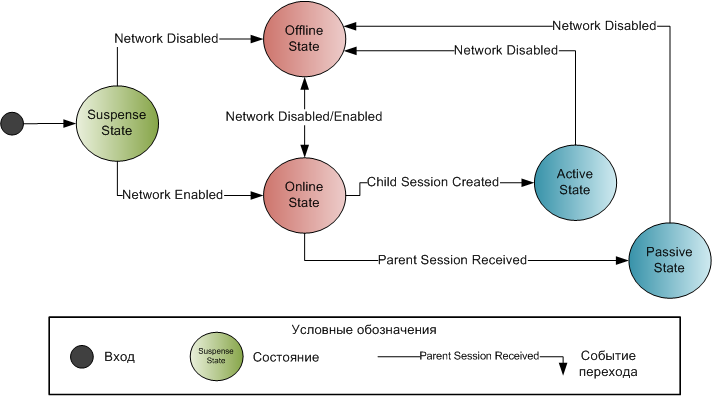 Offline
State
Network Disabled
Network Disabled
Network Disabled
Suspense
State
Network Disabled/Enabled
Active
State
Child Session Created
Online
State
Network Enabled
Passive
State
Parent Session Received
Условные обозначения
Вход
Suspense
State
Состояние
Parent Session Received
Событие
перехода